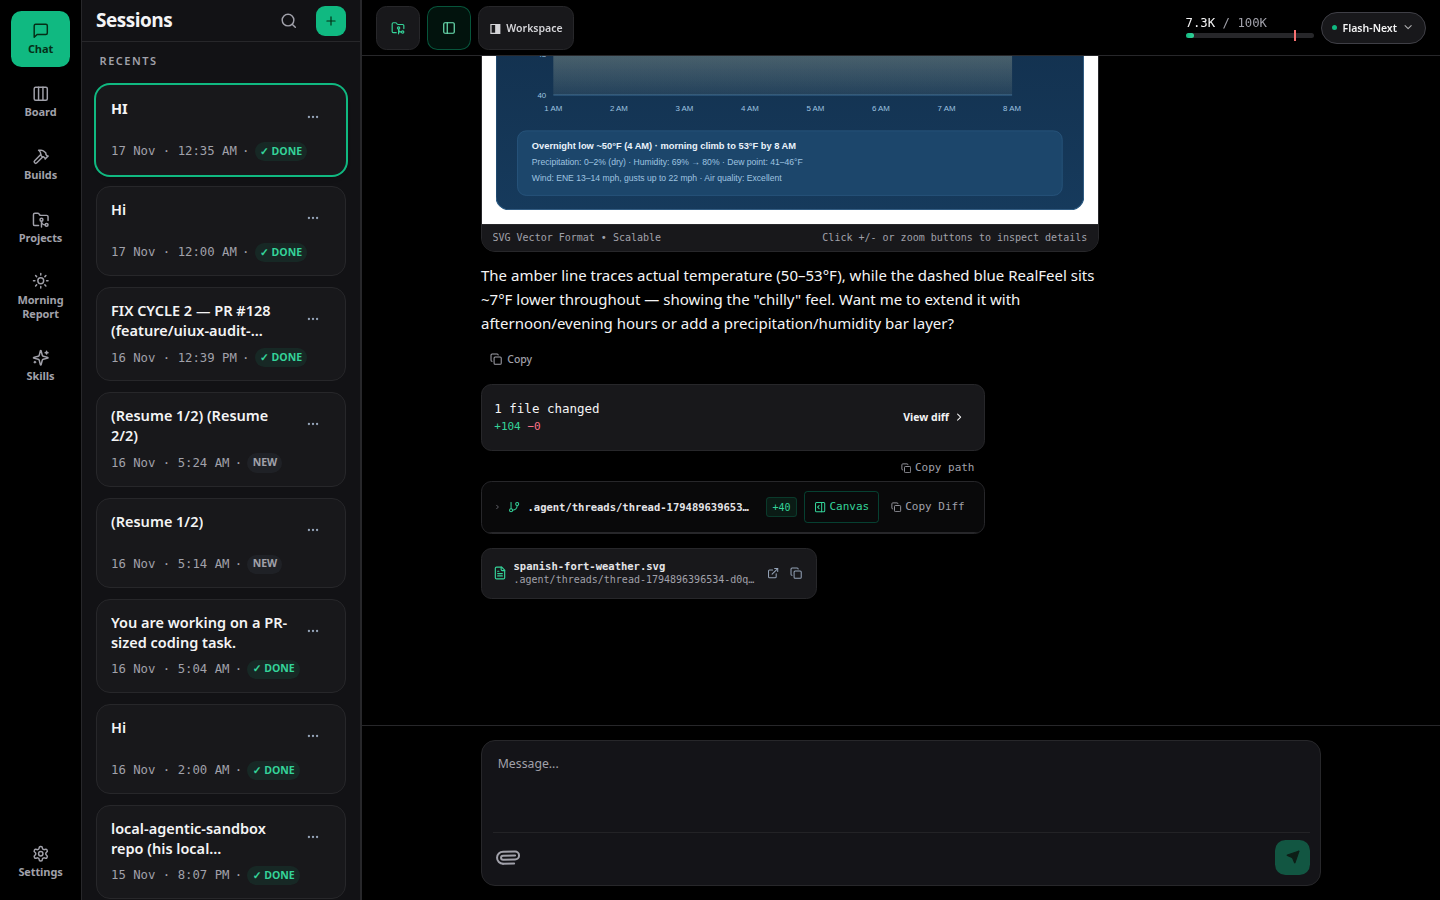 Chat
Board
Builds
Projects
Morning
Report
Skills
Settings
Sessions
RECENTS
HI
17 Nov · 12:35 AM · ✓ DONE
Hi
17 Nov · 12:00 AM · ✓ DONE
FIX CYCLE 2 — PR #128
(feature/uiux-audit-...
16 Nov · 12:39 PM · ✓ DONE
(Resume 1/2) (Resume
2/2)
16 Nov · 5:24 AM · NEW
(Resume 1/2)
16 Nov · 5:14 AM · NEW
You are working on a PR-
sized coding task.
16 Nov · 5:04 AM · ✓ DONE
Hi
16 Nov · 2:00 AM · ✓ DONE
local-agentic-sandbox
repo (his local...
15 Nov · 8:07 PM · ✓ DONE
Workspace
7.3K / 100K
Flash-Next
40
1 AM 2 AM 3 AM 4 AM 5 AM 6 AM 7 AM 8 AM
Overnight low ~50°F (4 AM) · morning climb to 53°F by 8 AM
Precipitation: 0–2% (dry) · Humidity: 69% → 80% · Dew point: 41–46°F
Wind: ENE 13–14 mph, gusts up to 22 mph · Air quality: Excellent
SVG Vector Format • Scalable
Click +/- or zoom buttons to inspect details
The amber line traces actual temperature (50–53°F), while the dashed blue RealFeel sits
~7°F lower throughout — showing the "chilly" feel. Want me to extend it with
afternoon/evening hours or add a precipitation/humidity bar layer?
Copy
1 file changed
+104 −0
View diff
Copy path
.agent/threads/thread-179489639653…
+40
Canvas
Copy Diff
spanish-fort-weather.svg
.agent/threads/thread-1794896396534-d0q…
Message...